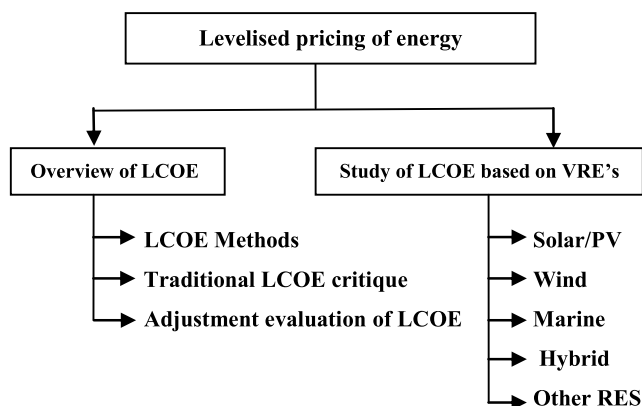 Levelised pricing of energy
Overview of LCOE
Study of LCOE based on VRE's
LCOE Methods
Traditional LCOE critique
Adjustment evaluation of LCOE
Solar/PV
Wind
Marine
Hybrid
Other RES